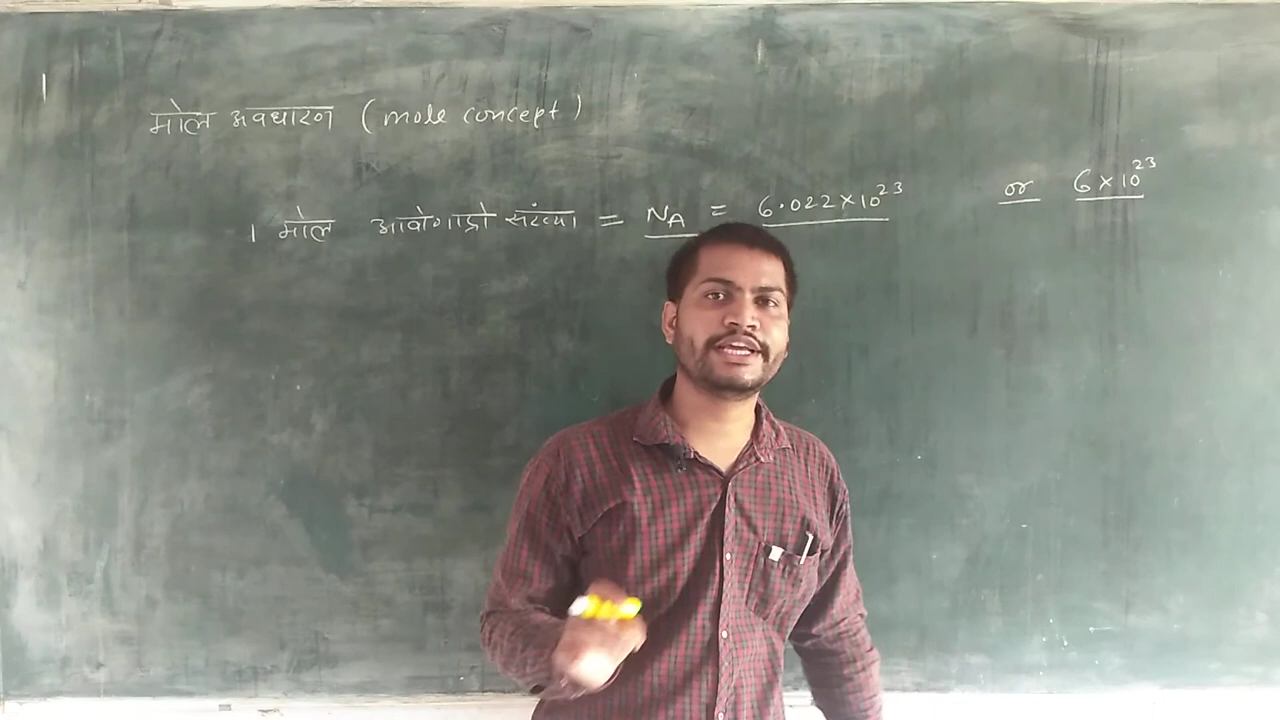 मोल अवधारण (mole concept)
1 मोल आवोगाद्रो संख्या = NA = 6.022×10²³ or 6×10²³